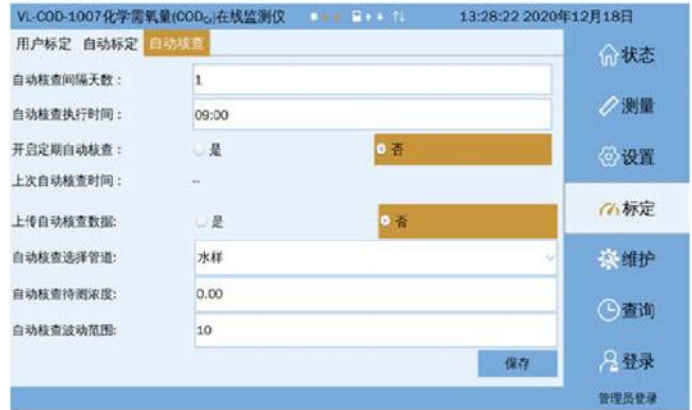 VL-COD-1007化学需氧量(CODCr)在线监测仪 13:28:22 2020年12月18日
用户标定 自动标定 自动核查
自动核查间隔天数: 1
自动核查执行时间: 09:00
开启定期自动核查: 是 否
上次自动核查时间: --
上传自动核查数据: 是 否
自动核查选择管道: 水样
自动核查待测浓度: 0.00
自动核查波动范围: 10
保存
状态
测量
设置
标定
维护
查询
登录
管理员登录